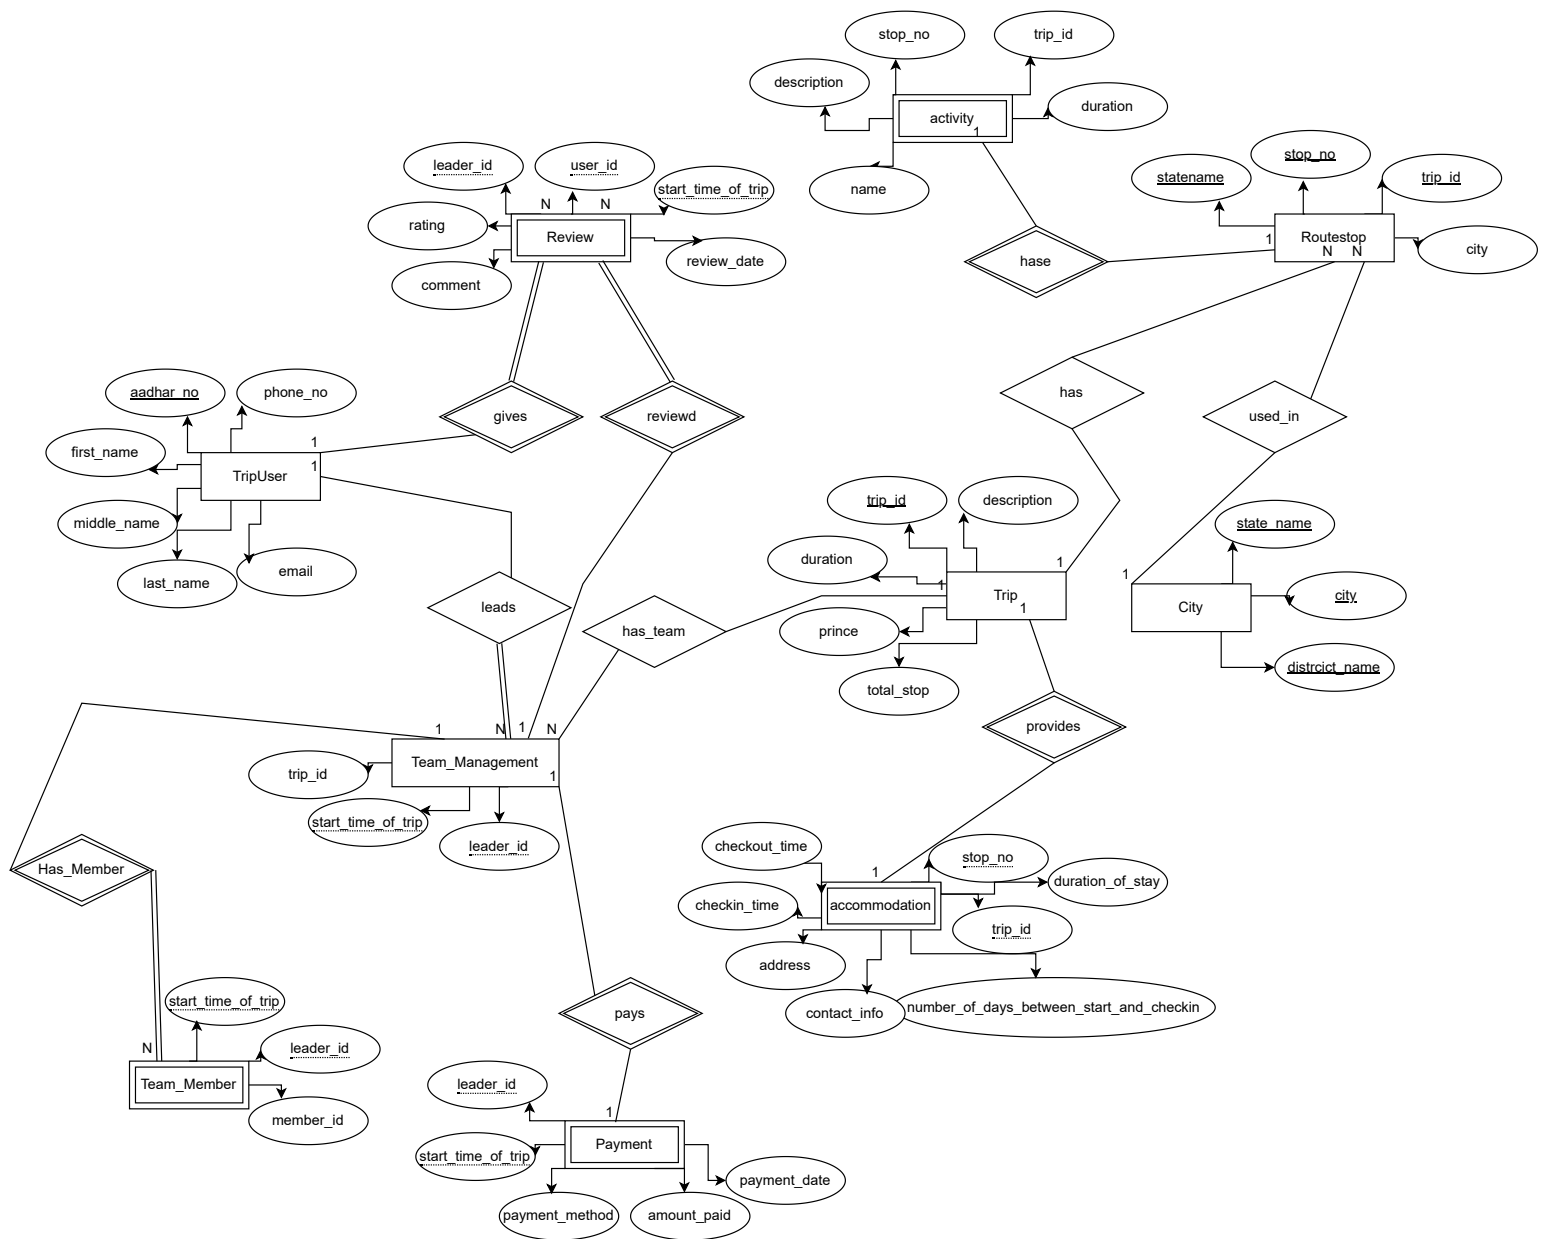 stop_no
trip_id
description
duration
activity
1
name
leader_id
user_id
start_time_of_trip
N
N
rating
Review
review_date
comment
stop_no
statename
trip_id
1
Routestop
N
N
city
hase
aadhar_no
phone_no
1
first_name
1
TripUser
middle_name
last_name
email
gives
reviewd
has
used_in
leads
has_team
trip_id
description
duration
1
1
Trip
1
prince
total_stop
state_name
1
City
city
distrcict_name
provides
1
N
1
N
Team_Management
1
trip_id
start_time_of_trip
leader_id
Has_Member
checkout_time
1
stop_no
duration_of_stay
checkin_time
accommodation
trip_id
address
contact_info
number_of_days_between_start_and_checkin
start_time_of_trip
N
leader_id
Team_Member
member_id
pays
leader_id
1
start_time_of_trip
Payment
payment_date
payment_method
amount_paid